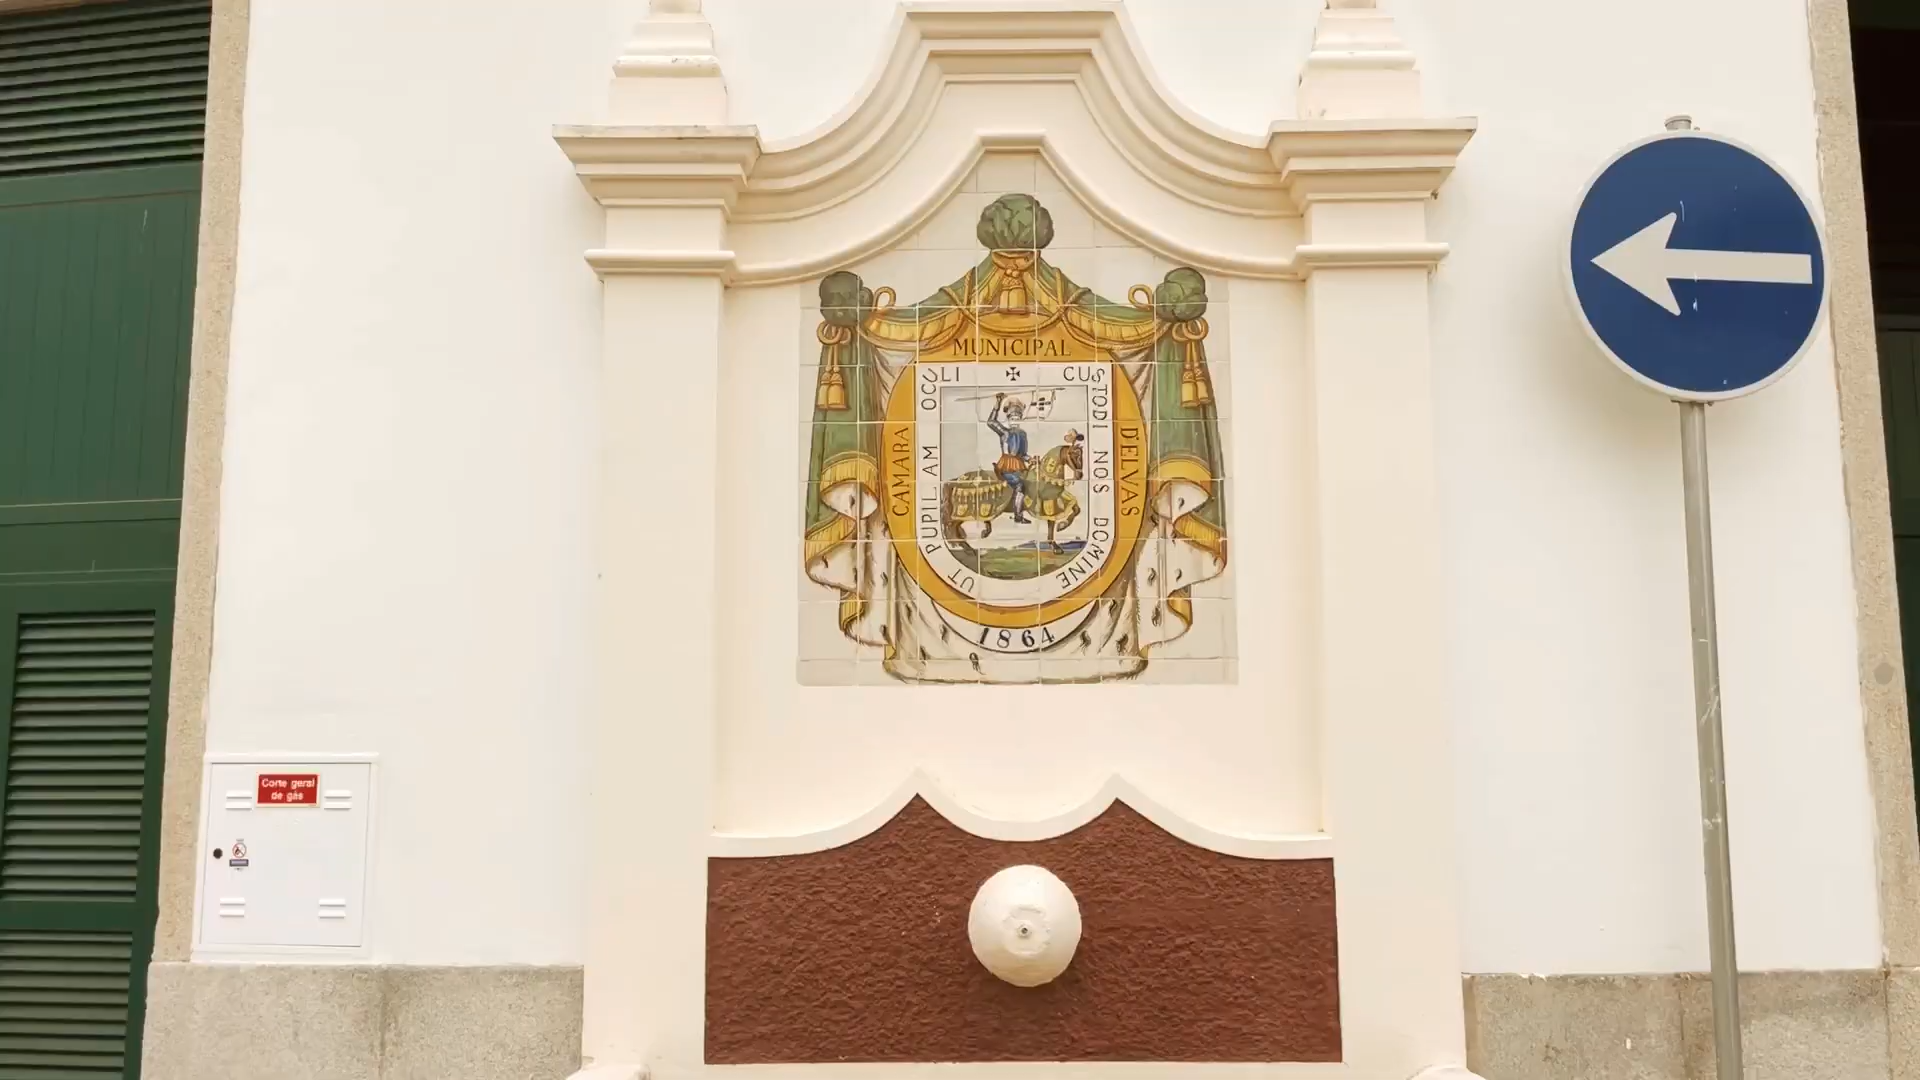 CAMARA MUNICIPAL D'ELVAS
CUSTODI NOS DOMINE UT PUPILAM OCULI
1864
Corte geral
de gás